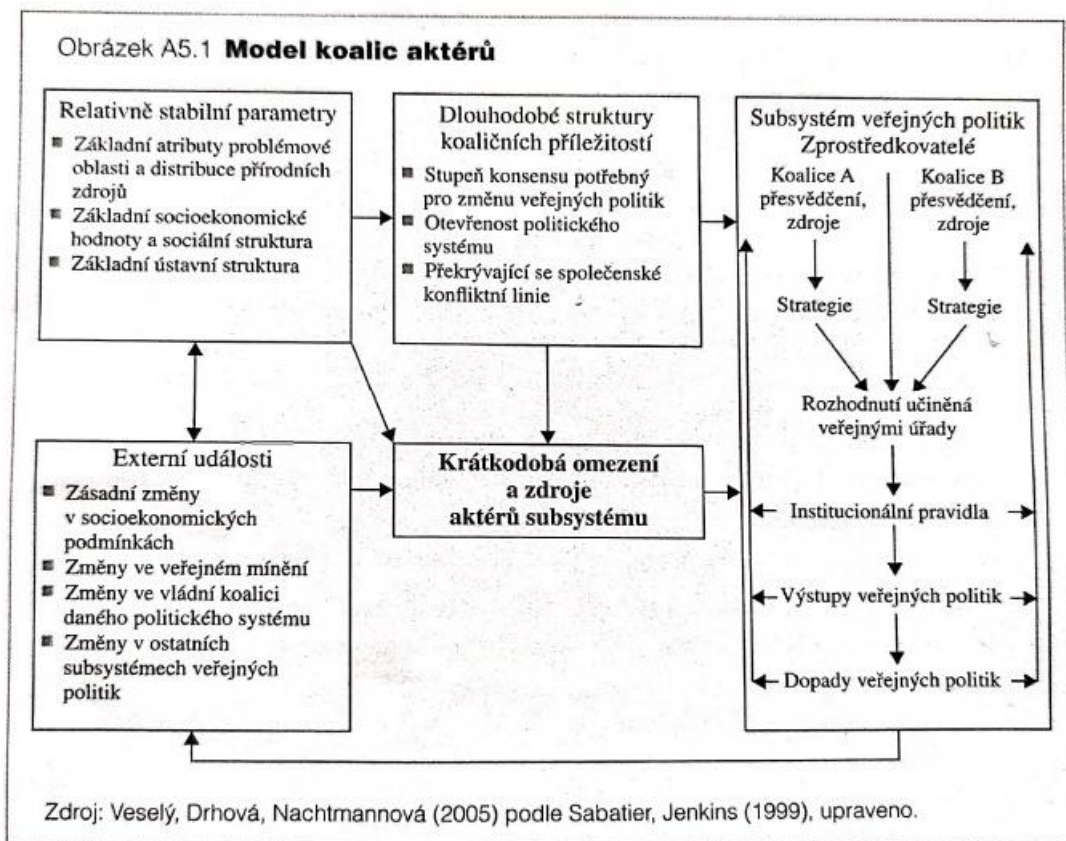 Obrázek A5.1 Model koalic aktérů
Relativně stabilní parametry
Základní atributy problémové
oblasti a distribuce přírodních
zdrojů
Základní socioekonomické
hodnoty a sociální struktura
Základní ústavní struktura
Dlouhodobé struktury
koaličních příležitostí
Stupeň konsensu potřebný
pro změnu veřejných politik
Otevřenost politického
systému
Překrývající se společenské
konfliktní linie
Subsystém veřejných politik
Zprostředkovatelé
Koalice A
přesvědčení,
zdroje
Koalice B
přesvědčení,
zdroje
Strategie
Strategie
Rozhodnutí učiněná
veřejnými úřady
Institucionální pravidla
Výstupy veřejných politik
Dopady veřejných politik
Externí události
Zásadní změny
v socioekonomických
podmínkách
Změny ve veřejném mínění
Změny ve vládní koalici
daného politického systému
Změny v ostatních
subsystémech veřejných
politik
Krátkodobá omezení
a zdroje
aktérů subsystému
Zdroj: Veselý, Drhová, Nachtmannová (2005) podle Sabatier, Jenkins (1999), upraveno.